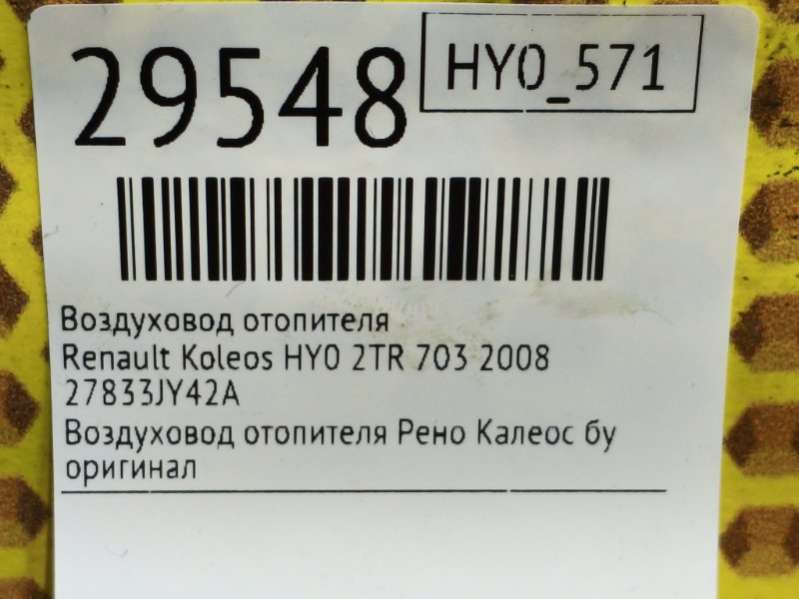 29548
HY0_571
Воздуховод отопителя
Renault Koleos HY0 2TR 703 2008
27833JY42A
Воздуховод отопителя Рено Калеос бу
оригинал